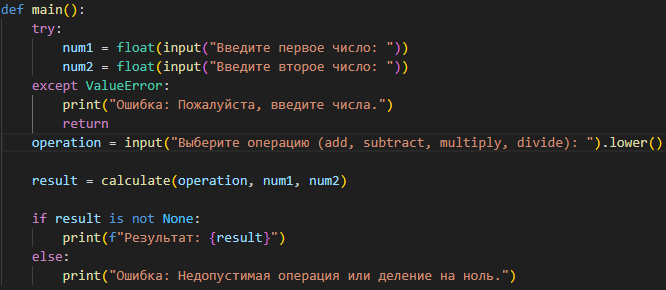 def main():
    try:
        num1 = float(input("Введите первое число: "))
        num2 = float(input("Введите второе число: "))
    except ValueError:
        print("Ошибка: Пожалуйста, введите числа.")
        return
    operation = input("Выберите операцию (add, subtract, multiply, divide): ").lower()

    result = calculate(operation, num1, num2)

    if result is not None:
        print(f"Результат: {result}")
    else:
        print("Ошибка: Недопустимая операция или деление на ноль.")